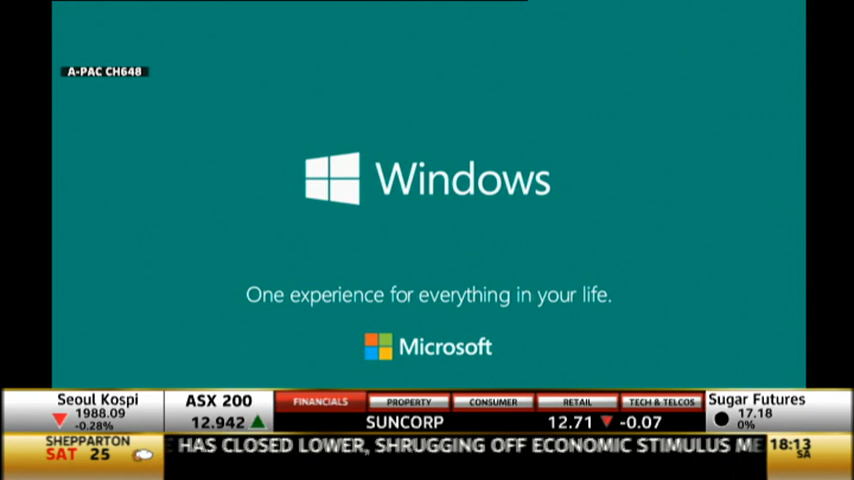 A-PAC CH648
Windows
One experience for everything in your life.
Microsoft
Seoul Kospi
1988.09
-0.28%
ASX 200
12.942
FINANCIALS PROPERTY CONSUMER RETAIL TECH & TELCOS
SUNCORP 12.71 -0.07
Sugar Futures
17.18
0%
SHEPPARTON
SAT 25
HAS CLOSED LOWER, SHRUGGING OFF ECONOMIC STIMULUS
18:13
SA